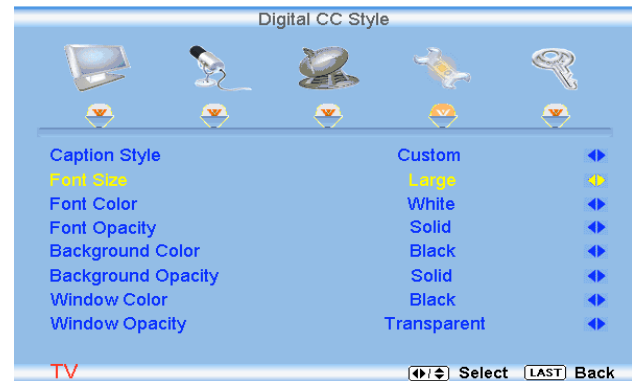 Digital CC Style
Caption Style Custom
Font Size Large
Font Color White
Font Opacity Solid
Background Color Black
Background Opacity Solid
Window Color Black
Window Opacity Transparent
TV Select LAST Back